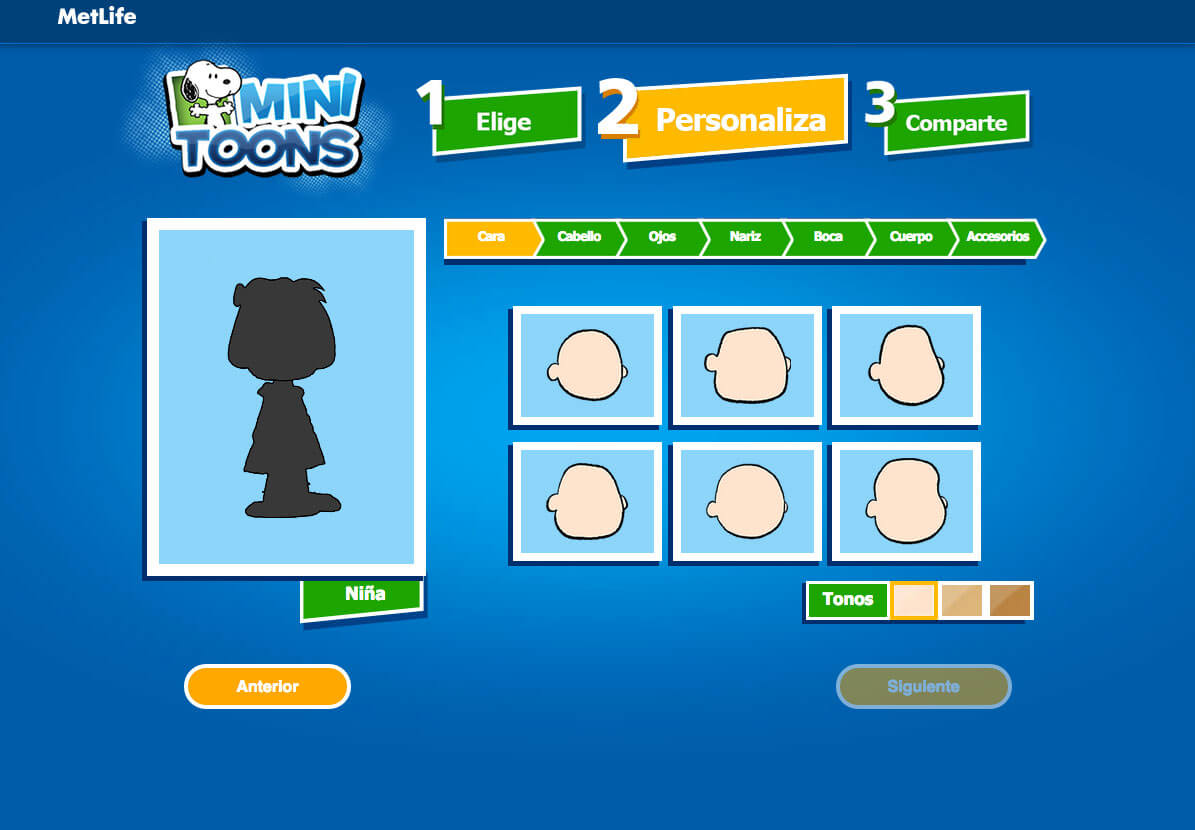 MetLife
MINI
TOONS
1 Elige
2 Personaliza
3 Comparte
Cara Cabello Ojos Nariz Boca Cuerpo Accesorios
Niña
Tonos
Anterior
Siguiente